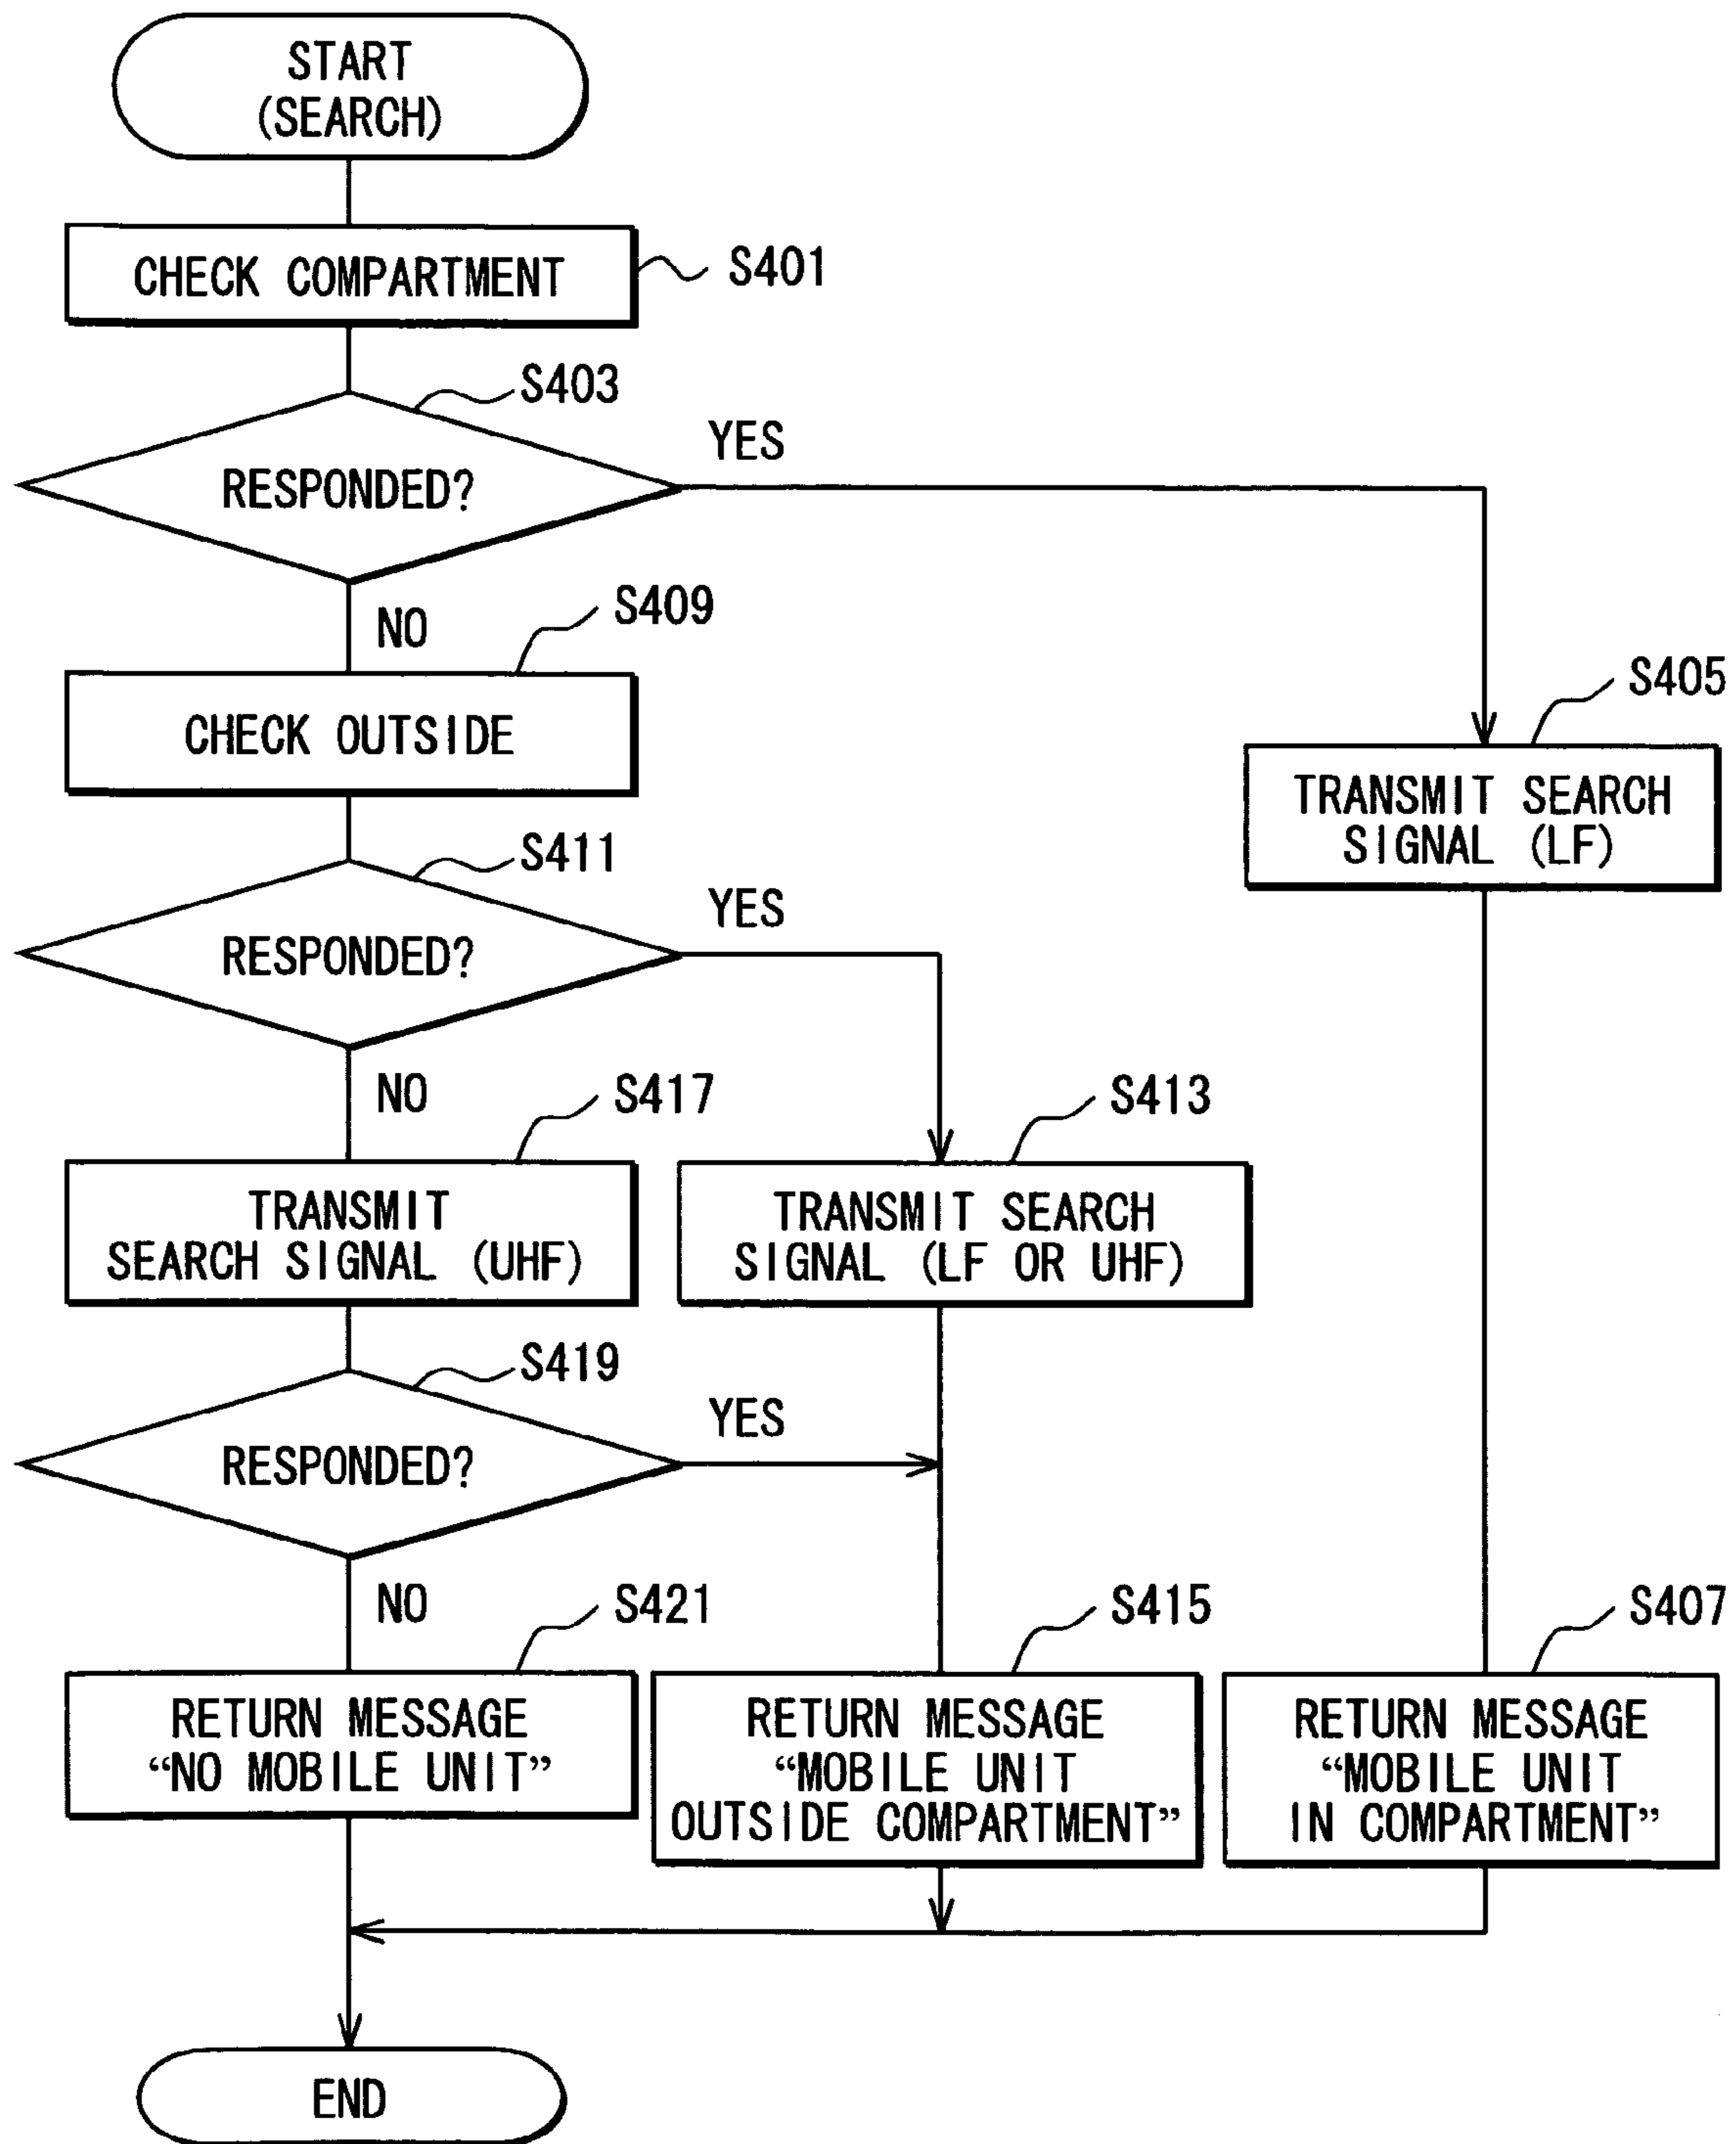 START
(SEARCH)
CHECK COMPARTMENT
S401
S403
RESPONDED?
YES
NO
S409
CHECK OUTSIDE
S405
TRANSMIT SEARCH
SIGNAL (LF)
S411
RESPONDED?
YES
NO
S417
TRANSMIT
SEARCH SIGNAL (UHF)
S413
TRANSMIT SEARCH
SIGNAL (LF OR UHF)
S419
RESPONDED?
YES
NO
S421
RETURN MESSAGE
“NO MOBILE UNIT”
S415
RETURN MESSAGE
“MOBILE UNIT
OUTSIDE COMPARTMENT”
S407
RETURN MESSAGE
“MOBILE UNIT
IN COMPARTMENT”
END